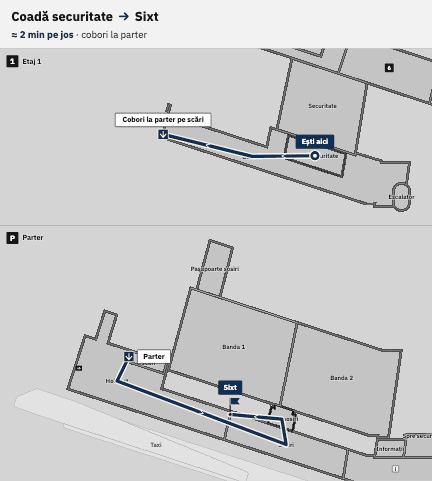 Coadă securitate → Sixt
≈ 2 min pe jos · cobori la parter
1 Etaj 1
6
Securitate
Cobori la parter pe scări
Ești aici
Escalator
P Parter
Pașapoarte sosiri
Banda 1
Parter
Banda 2
Sixt
Taxi
Informații
i